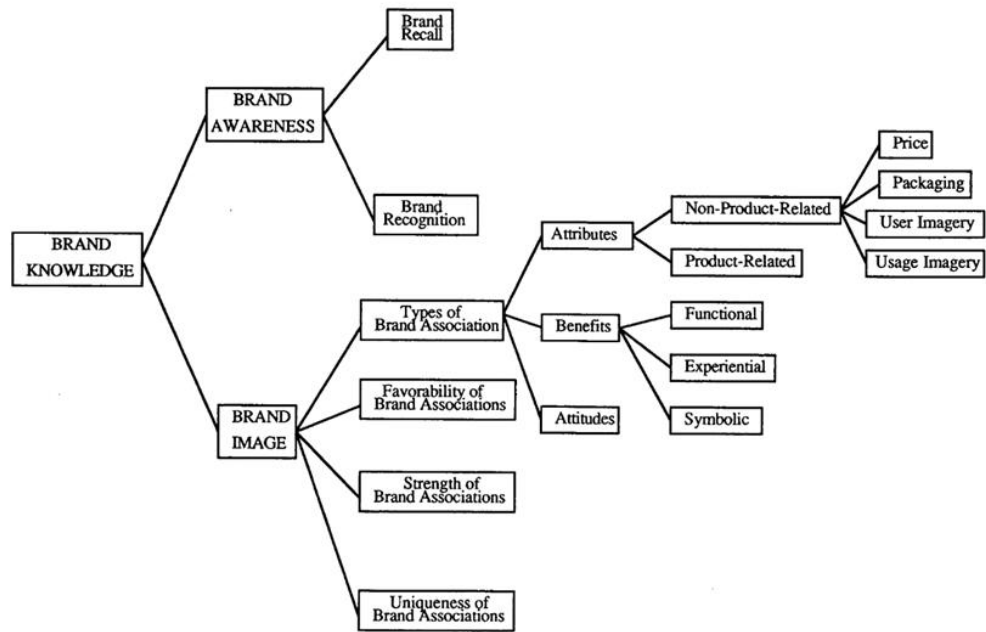 Brand
Recall
BRAND
AWARENESS
Brand
Recognition
BRAND
KNOWLEDGE
Price
Packaging
Non-Product-Related
User Imagery
Attributes
Product-Related
Usage Imagery
Types of
Brand Association
Functional
Benefits
Experiential
Favorability of
Brand Associations
Attitudes
Symbolic
BRAND
IMAGE
Strength of
Brand Associations
Uniqueness of
Brand Associations